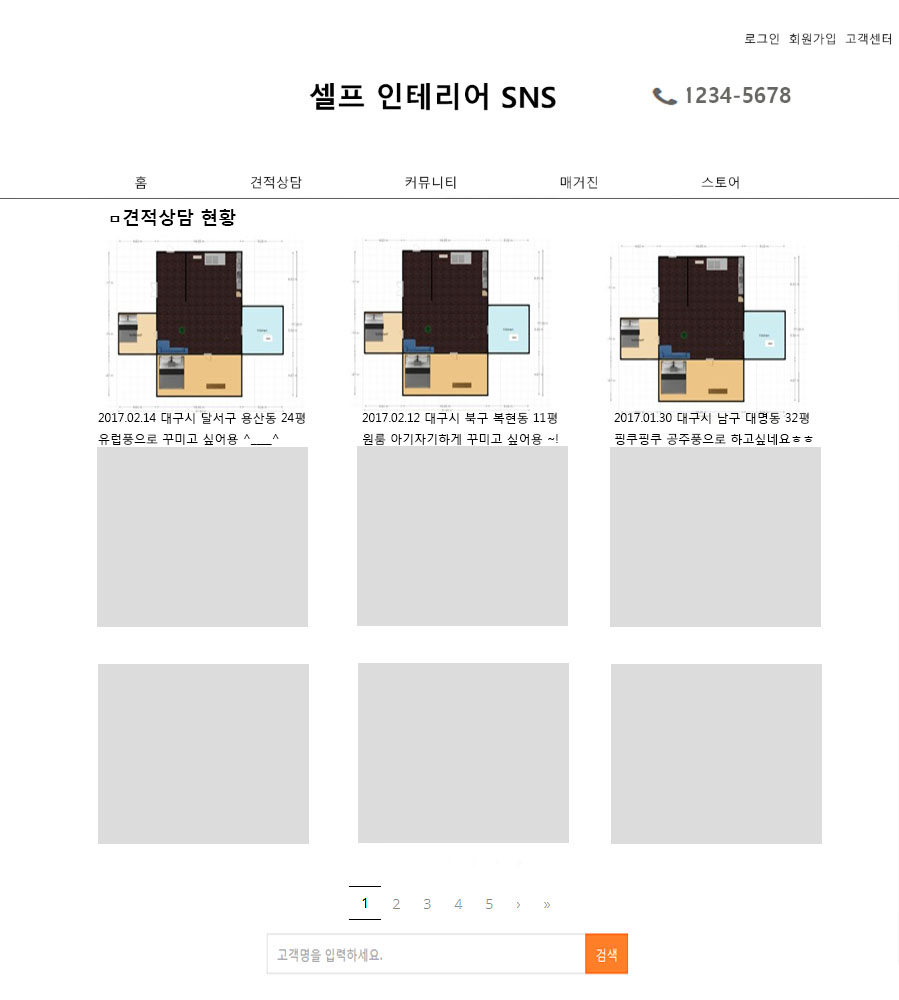 로그인 회원가입 고객센터
셀프 인테리어 SNS
1234-5678
홈 견적상담 커뮤니티 매거진 스토어
ㅁ견적상담 현황
2017.02.14 대구시 달서구 용산동 24평
유럽풍으로 꾸미고 싶어용 ^___^
2017.02.12 대구시 북구 복현동 11평
원룸 아기자기하게 꾸미고 싶어용 ~!
2017.01.30 대구시 남구 대명동 32평
핑쿠핑쿠 공주풍으로 하고싶네요ㅎㅎ
1 2 3 4 5 › »
고객명을 입력하세요. 검색